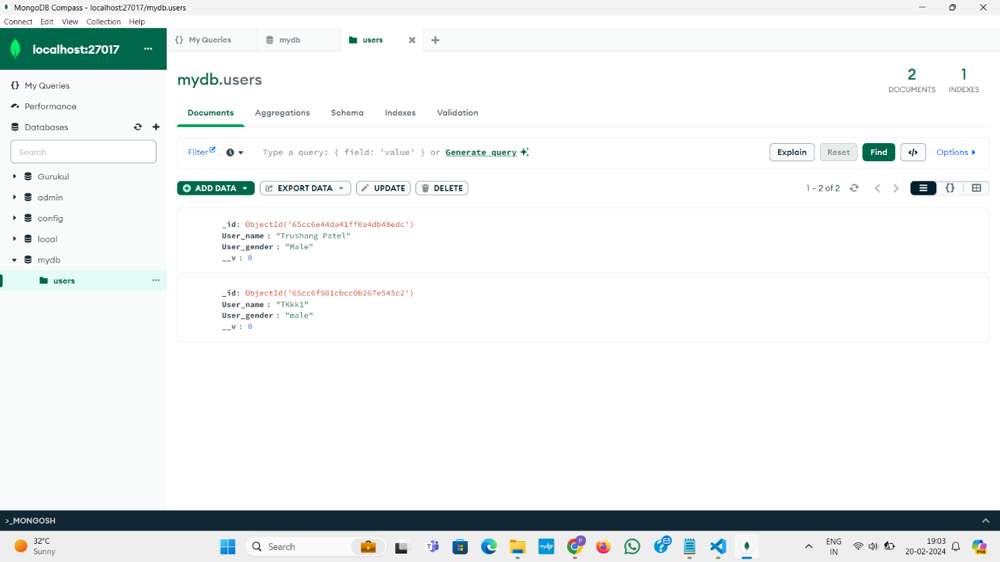 MongoDB Compass - localhost:27017/mydb.users
Connect Edit View Collection Help
localhost:27017 ...
{} My Queries
mydb
users
mydb.users
2
DOCUMENTS
1
INDEXES
{} My Queries
Performance
Databases
Search
Gurukul
admin
config
local
mydb
users ...
Documents Aggregations Schema Indexes Validation
Filter Type a query: { field: 'value' } or Generate query Explain Reset Find </> Options
ADD DATA EXPORT DATA UPDATE DELETE 1 – 2 of 2 {}
_id: ObjectId('65cc6e44da41ff0a4db48edc')
User_name : "Trushang Patel"
User_gender : "Male"
__v : 0
_id: ObjectId('65cc6f981cbcc0b267e545c2')
User_name : "TKkk1"
User_gender : "male"
__v : 0
>_MONGOSH
32°C
Sunny
Search
myhp
P
ENG
IN
19:03
20-02-2024
PRE